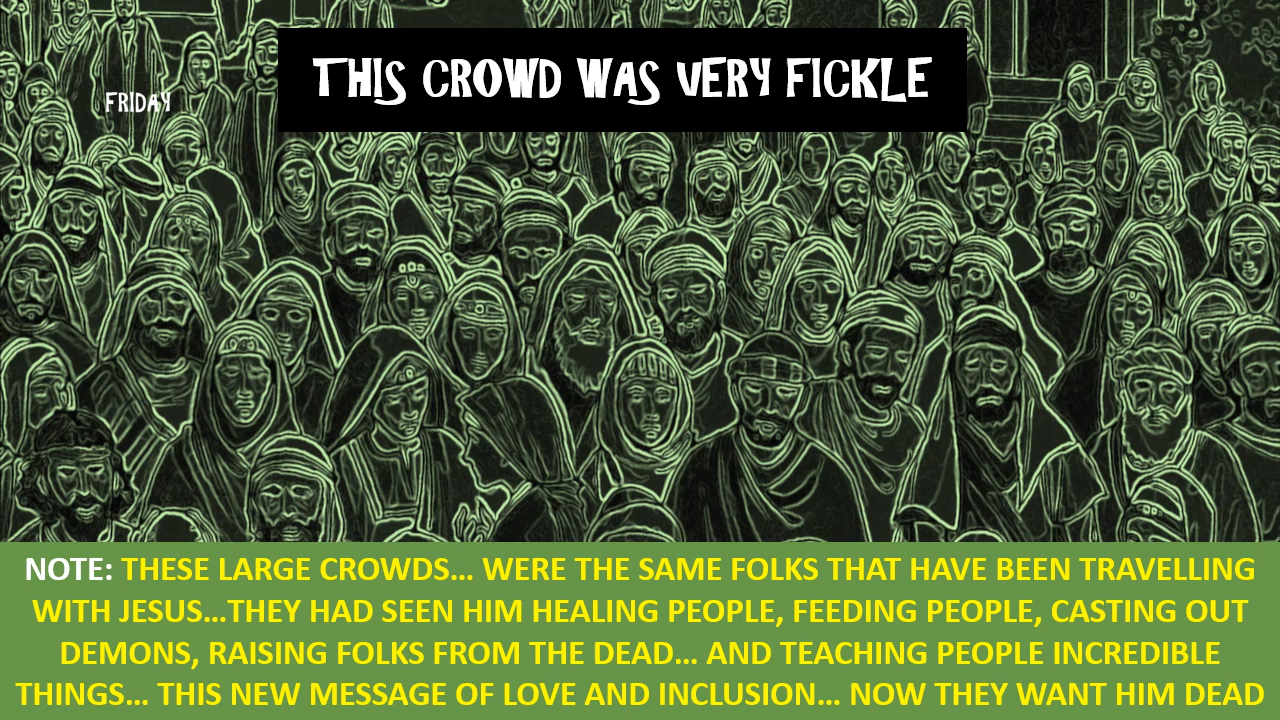 THIS CROWD WAS VERY FICKLE
FRIDAY
NOTE: THESE LARGE CROWDS... WERE THE SAME FOLKS THAT HAVE BEEN TRAVELLING
WITH JESUS...THEY HAD SEEN HIM HEALING PEOPLE, FEEDING PEOPLE, CASTING OUT
DEMONS, RAISING FOLKS FROM THE DEAD... AND TEACHING PEOPLE INCREDIBLE
THINGS... THIS NEW MESSAGE OF LOVE AND INCLUSION... NOW THEY WANT HIM DEAD